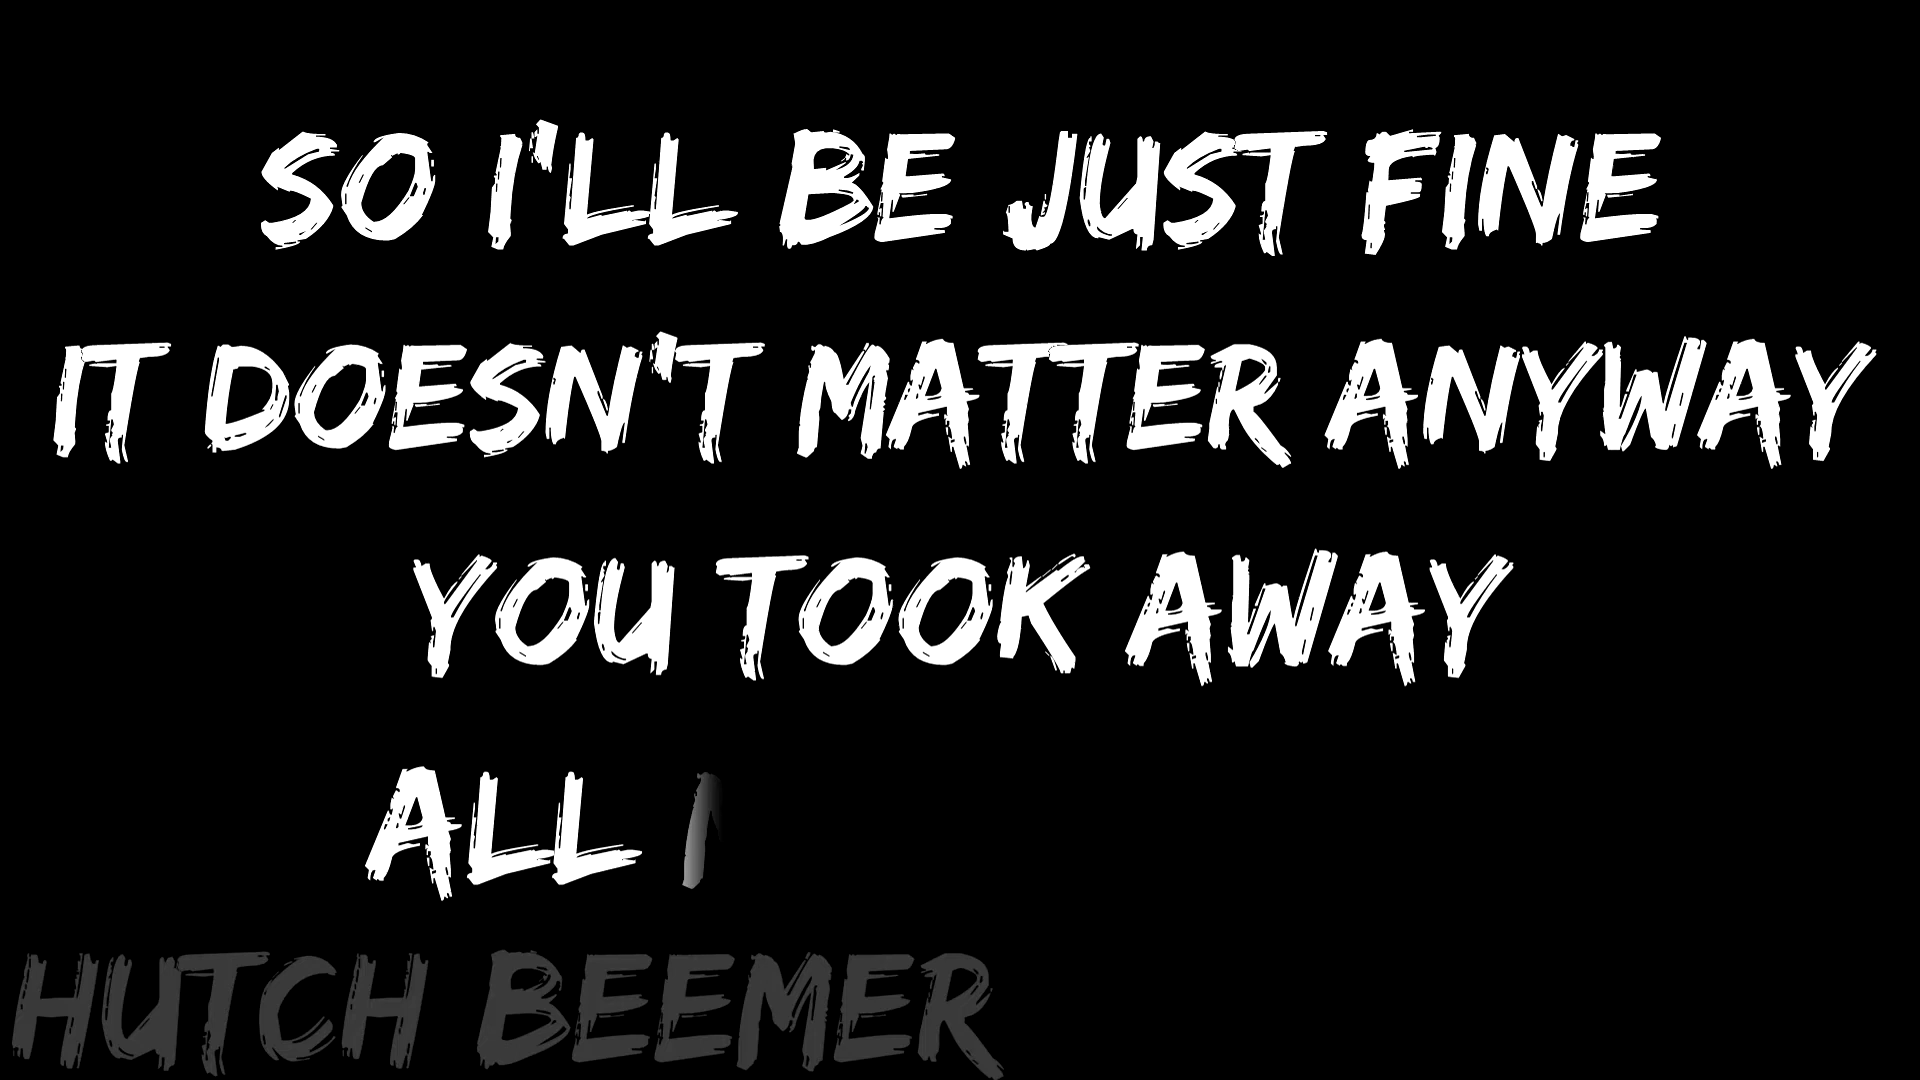 SO I'LL BE JUST FINE
IT DOESN'T MATTER ANYWAY
YOU TOOK AWAY
ALL
HUTCH BEEMER